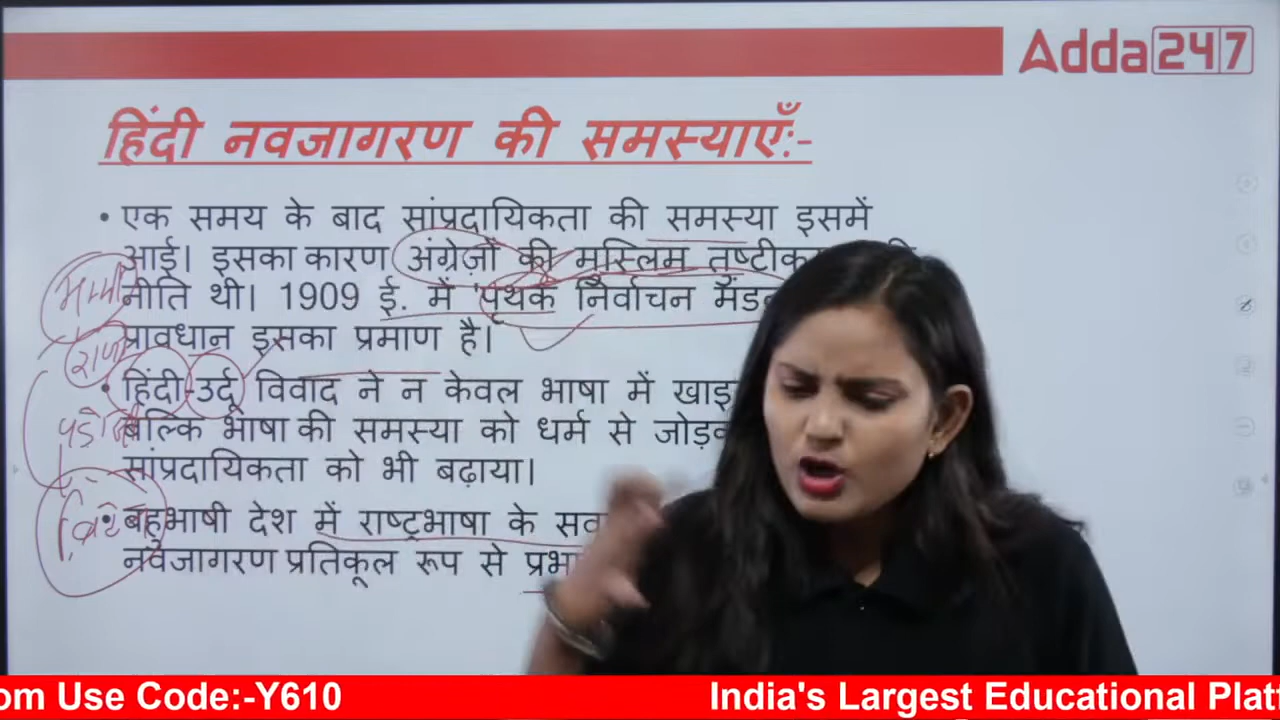 Adda247
हिंदी नवजागरण की समस्याएँ:-
• एक समय के बाद सांप्रदायिकता की समस्या इसमें
आई। इसका कारण अंग्रेज़ों की मुस्लिम तुष्टीक
नीति थी। 1909 ई. में 'पृथक निर्वाचन मंड
प्रावधान इसका प्रमाण है।
• हिंदी-उर्दू विवाद ने न केवल भाषा में खाइ
बल्कि भाषा की समस्या को धर्म से जोड़क
सांप्रदायिकता को भी बढ़ाया।
• बहुभाषी देश में राष्ट्रभाषा के सव
नवजागरण प्रतिकूल रूप से प्रभा
om Use Code:-Y610
India's Largest Educational Platf